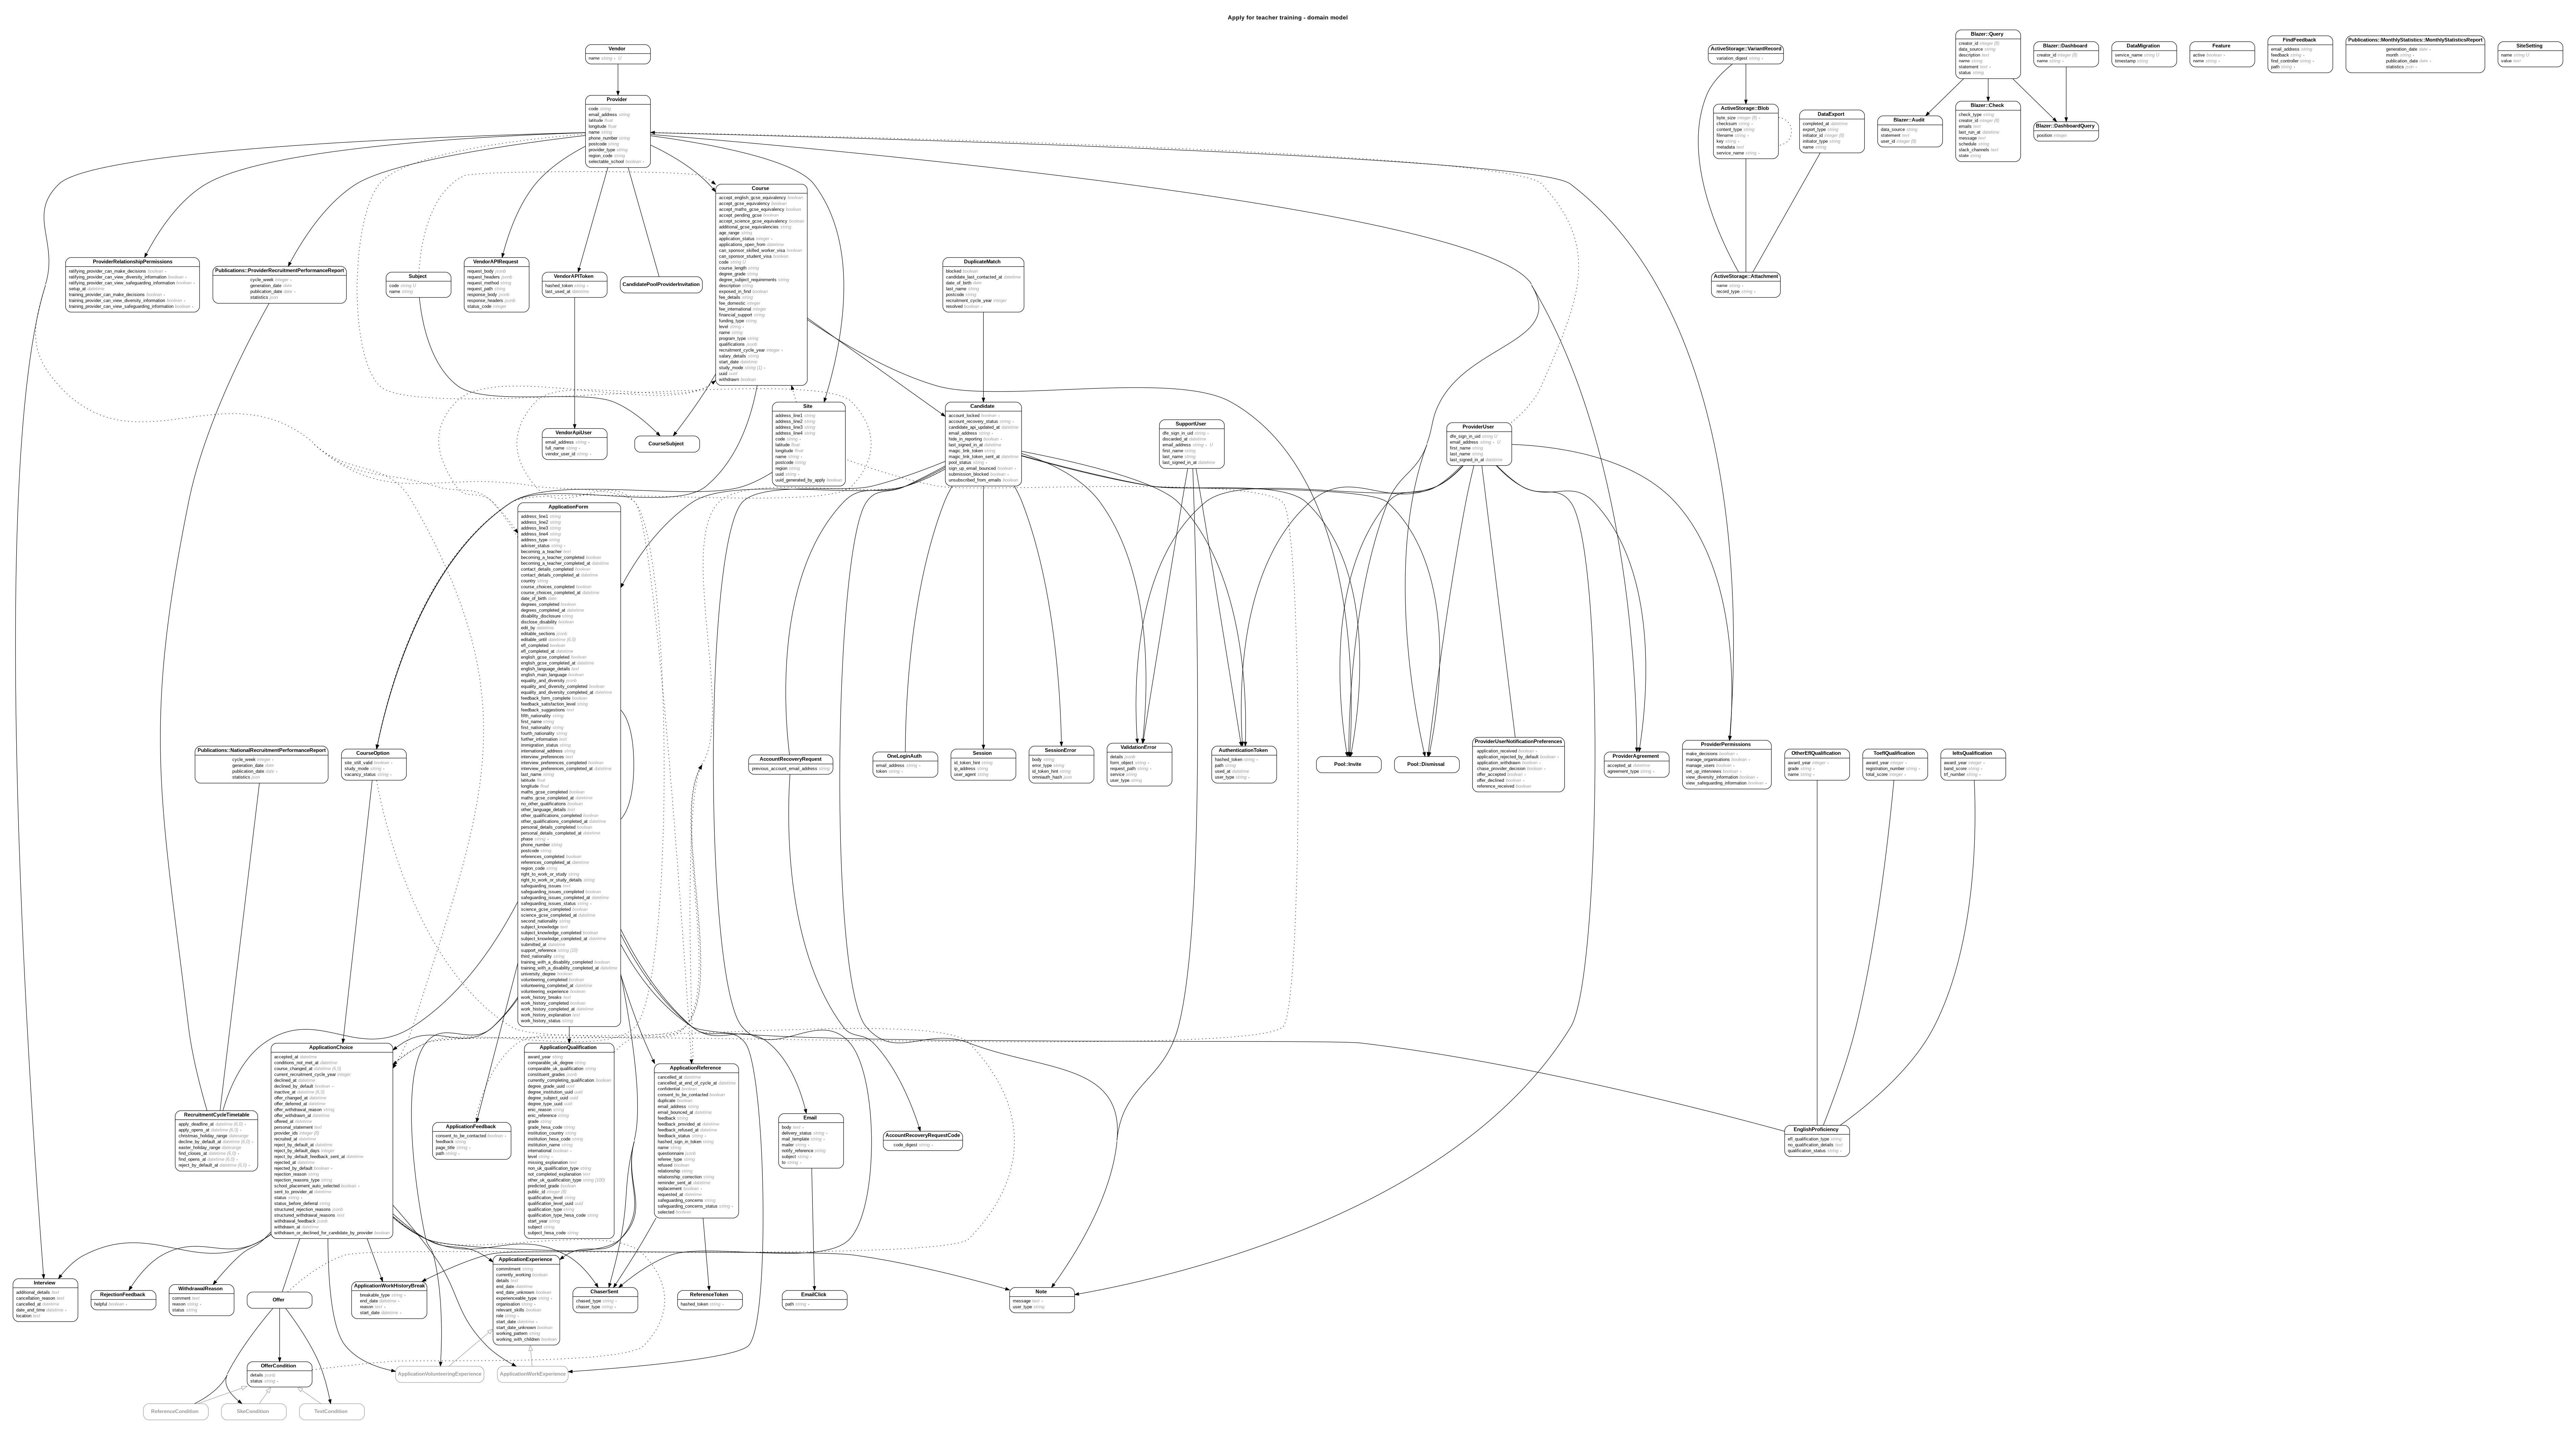 Apply for teacher training - domain model
Vendor
name string ∗ U
Provider
code string
email_address string
latitude float
longitude float
name string
phone_number string
postcode string
provider_type string
region_code string
selectable_school boolean ∗
ActiveStorage::VariantRecord
variation_digest string ∗
ActiveStorage::Blob
byte_size integer (8) ∗
checksum string ∗
content_type string
filename string ∗
key string ∗
metadata text
service_name string ∗
DataExport
completed_at datetime
export_type string
initiator_id integer (8)
initiator_type string
name string
ActiveStorage::Attachment
name string ∗
record_type string ∗
Blazer::Query
creator_id integer (8)
data_source string
description text
name string
statement text ∗
status string
Blazer::Audit
data_source string
statement text
user_id integer (8)
Blazer::Check
check_type string
creator_id integer (8)
emails text
last_run_at datetime
message text
schedule string
slack_channels text
state string
Blazer::Dashboard
creator_id integer (8)
name string ∗
Blazer::DashboardQuery
position integer
DataMigration
service_name string U
timestamp string
Feature
active boolean ∗
name string ∗
FindFeedback
email_address string
feedback string ∗
find_controller string ∗
path string ∗
Publications::MonthlyStatistics::MonthlyStatisticsReport
generation_date date ∗
month string ∗
publication_date date ∗
statistics json ∗
SiteSetting
name string U
value text
ProviderRelationshipPermissions
ratifying_provider_can_make_decisions boolean ∗
ratifying_provider_can_view_diversity_information boolean ∗
ratifying_provider_can_view_safeguarding_information boolean ∗
setup_at datetime
training_provider_can_make_decisions boolean ∗
training_provider_can_view_diversity_information boolean ∗
training_provider_can_view_safeguarding_information boolean ∗
Publications::ProviderRecruitmentPerformanceReport
cycle_week integer ∗
generation_date date
publication_date date ∗
statistics json
Subject
code string U
name string
VendorAPIRequest
request_body jsonb
request_headers jsonb
request_method string
request_path string
response_body jsonb
response_headers jsonb
status_code integer
VendorAPIToken
hashed_token string ∗
last_used_at datetime
CandidatePoolProviderInvitation
Course
accept_english_gcse_equivalency boolean
accept_gcse_equivalency boolean
accept_maths_gcse_equivalency boolean
accept_pending_gcse boolean
accept_science_gcse_equivalency boolean
additional_gcse_equivalencies string
age_range string
application_status integer ∗
applications_open_from datetime
can_sponsor_skilled_worker_visa boolean
can_sponsor_student_visa boolean
code string U
course_length string
degree_grade string
degree_subject_requirements string
description string
exposed_in_find boolean
fee_details string
fee_domestic integer
fee_international integer
financial_support string
funding_type string
level string ∗
name string
program_type string
qualifications jsonb
recruitment_cycle_year integer ∗
salary_details string
start_date datetime
study_mode string (1) ∗
uuid uuid
withdrawn boolean
DuplicateMatch
blocked boolean
candidate_last_contacted_at datetime
date_of_birth date
last_name string
postcode string
recruitment_cycle_year integer
resolved boolean ∗
VendorApiUser
email_address string ∗
full_name string ∗
vendor_user_id string ∗
CourseSubject
Site
address_line1 string
address_line2 string
address_line3 string
address_line4 string
code string ∗
latitude float
longitude float
name string ∗
postcode string
region string
uuid string ∗
uuid_generated_by_apply boolean
Candidate
account_locked boolean ∗
account_recovery_status string ∗
candidate_api_updated_at datetime
email_address string ∗
hide_in_reporting boolean ∗
last_signed_in_at datetime
magic_link_token string
magic_link_token_sent_at datetime
pool_status string ∗
sign_up_email_bounced boolean ∗
submission_blocked boolean ∗
unsubscribed_from_emails boolean
SupportUser
dfe_sign_in_uid string ∗
discarded_at datetime
email_address string ∗ U
first_name string
last_name string
last_signed_in_at datetime
ProviderUser
dfe_sign_in_uid string U
email_address string ∗ U
first_name string
last_name string
last_signed_in_at datetime
ApplicationForm
address_line1 string
address_line2 string
address_line3 string
address_line4 string
address_type string
adviser_status string ∗
becoming_a_teacher text
becoming_a_teacher_completed boolean
becoming_a_teacher_completed_at datetime
contact_details_completed boolean
contact_details_completed_at datetime
country string
course_choices_completed boolean
course_choices_completed_at datetime
date_of_birth date
degrees_completed boolean
degrees_completed_at datetime
disability_disclosure string
disclose_disability boolean
edit_by datetime
editable_sections jsonb
editable_until datetime (6,0)
efl_completed boolean
efl_completed_at datetime
english_gcse_completed boolean
english_gcse_completed_at datetime
english_language_details text
english_main_language boolean
equality_and_diversity jsonb
equality_and_diversity_completed boolean
equality_and_diversity_completed_at datetime
feedback_form_complete boolean
feedback_satisfaction_level string
feedback_suggestions text
fifth_nationality string
first_name string
first_nationality string
fourth_nationality string
further_information text
immigration_status string
international_address string
interview_preferences text
interview_preferences_completed boolean
interview_preferences_completed_at datetime
last_name string
latitude float
longitude float
maths_gcse_completed boolean
maths_gcse_completed_at datetime
no_other_qualifications boolean
other_language_details text
other_qualifications_completed boolean
other_qualifications_completed_at datetime
personal_details_completed boolean
personal_details_completed_at datetime
phase string ∗
phone_number string
postcode string
references_completed boolean
references_completed_at datetime
region_code string
right_to_work_or_study string
right_to_work_or_study_details string
safeguarding_issues text
safeguarding_issues_completed boolean
safeguarding_issues_completed_at datetime
safeguarding_issues_status string ∗
science_gcse_completed boolean
science_gcse_completed_at datetime
second_nationality string
subject_knowledge text
subject_knowledge_completed boolean
subject_knowledge_completed_at datetime
submitted_at datetime
support_reference string (10)
third_nationality string
training_with_a_disability_completed boolean
training_with_a_disability_completed_at datetime
university_degree boolean
volunteering_completed boolean
volunteering_completed_at datetime
volunteering_experience boolean
work_history_breaks text
work_history_completed boolean
work_history_completed_at datetime
work_history_explanation text
work_history_status string
Publications::NationalRecruitmentPerformanceReport
cycle_week integer ∗
generation_date date
publication_date date ∗
statistics json
CourseOption
site_still_valid boolean ∗
study_mode string ∗
vacancy_status string ∗
AccountRecoveryRequest
previous_account_email_address string
OneLoginAuth
email_address string ∗
token string ∗
Session
id_token_hint string
ip_address string
user_agent string
SessionError
body string
error_type string
id_token_hint string
omniauth_hash json
ValidationError
details jsonb
form_object string ∗
request_path string ∗
service string
user_type string
AuthenticationToken
hashed_token string ∗
path string
used_at datetime
user_type string ∗
Pool::Invite
Pool::Dismissal
ProviderUserNotificationPreferences
application_received boolean ∗
application_rejected_by_default boolean ∗
application_withdrawn boolean ∗
chase_provider_decision boolean ∗
offer_accepted boolean ∗
offer_declined boolean ∗
reference_received boolean
ProviderAgreement
accepted_at datetime
agreement_type string ∗
ProviderPermissions
make_decisions boolean ∗
manage_organisations boolean ∗
manage_users boolean ∗
set_up_interviews boolean ∗
view_diversity_information boolean ∗
view_safeguarding_information boolean ∗
OtherEflQualification
award_year integer ∗
grade string ∗
name string ∗
ToeflQualification
award_year integer ∗
registration_number string ∗
total_score integer ∗
IeltsQualification
award_year integer ∗
band_score string ∗
trf_number string ∗
RecruitmentCycleTimetable
apply_deadline_at datetime (6,0) ∗
apply_opens_at datetime (6,0) ∗
christmas_holiday_range daterange
decline_by_default_at datetime (6,0) ∗
easter_holiday_range daterange
find_closes_at datetime (6,0) ∗
find_opens_at datetime (6,0) ∗
reject_by_default_at datetime (6,0) ∗
ApplicationChoice
accepted_at datetime
conditions_not_met_at datetime
course_changed_at datetime (6,0)
current_recruitment_cycle_year integer
declined_at datetime
declined_by_default boolean ∗
inactive_at datetime (6,0)
offer_changed_at datetime
offer_deferred_at datetime
offer_withdrawal_reason string
offer_withdrawn_at datetime
offered_at datetime
personal_statement text
provider_ids integer (8)
recruited_at datetime
reject_by_default_at datetime
reject_by_default_days integer
reject_by_default_feedback_sent_at datetime
rejected_at datetime
rejected_by_default boolean ∗
rejection_reason string
rejection_reasons_type string
school_placement_auto_selected boolean ∗
sent_to_provider_at datetime
status string ∗
status_before_deferral string
structured_rejection_reasons jsonb
structured_withdrawal_reasons text
withdrawal_feedback jsonb
withdrawn_at datetime
withdrawn_or_declined_for_candidate_by_provider boolean
ApplicationFeedback
consent_to_be_contacted boolean ∗
feedback string
page_title string ∗
path string ∗
ApplicationQualification
award_year string
comparable_uk_degree string
comparable_uk_qualification string
constituent_grades jsonb
currently_completing_qualification boolean
degree_grade_uuid uuid
degree_institution_uuid uuid
degree_subject_uuid uuid
degree_type_uuid uuid
enic_reason string
enic_reference string
grade string
grade_hesa_code string
institution_country string
institution_hesa_code string
institution_name string
international boolean ∗
level string ∗
missing_explanation text
non_uk_qualification_type string
not_completed_explanation text
other_uk_qualification_type string (100)
predicted_grade boolean
public_id integer (8)
qualification_level string
qualification_level_uuid uuid
qualification_type string
qualification_type_hesa_code string
start_year string
subject string
subject_hesa_code string
ApplicationReference
cancelled_at datetime
cancelled_at_end_of_cycle_at datetime
confidential boolean
consent_to_be_contacted boolean
duplicate boolean
email_address string
email_bounced_at datetime
feedback string
feedback_provided_at datetime
feedback_refused_at datetime
feedback_status string ∗
hashed_sign_in_token string
name string
questionnaire jsonb
referee_type string
refused boolean
relationship string
relationship_correction string
reminder_sent_at datetime
replacement boolean ∗
requested_at datetime
safeguarding_concerns string
safeguarding_concerns_status string ∗
selected boolean
Email
body text ∗
delivery_status string ∗
mail_template string ∗
mailer string ∗
notify_reference string
subject string ∗
to string ∗
AccountRecoveryRequestCode
code_digest string ∗
EnglishProficiency
efl_qualification_type string
no_qualification_details text
qualification_status string ∗
Interview
additional_details text
cancellation_reason text
cancelled_at datetime
date_and_time datetime ∗
location text
RejectionFeedback
helpful boolean ∗
WithdrawalReason
comment text
reason string ∗
status string
Offer
ApplicationWorkHistoryBreak
breakable_type string ∗
end_date datetime ∗
reason text ∗
start_date datetime ∗
ApplicationExperience
commitment string
currently_working boolean
details text
end_date datetime
end_date_unknown boolean
experienceable_type string ∗
organisation string ∗
relevant_skills boolean
role string ∗
start_date datetime ∗
start_date_unknown boolean
working_pattern string
working_with_children boolean
ChaserSent
chased_type string ∗
chaser_type string ∗
ReferenceToken
hashed_token string ∗
EmailClick
path string ∗
Note
message text ∗
user_type string
OfferCondition
details jsonb
status string ∗
ApplicationVolunteeringExperience
ApplicationWorkExperience
ReferenceCondition
SkeCondition
TextCondition